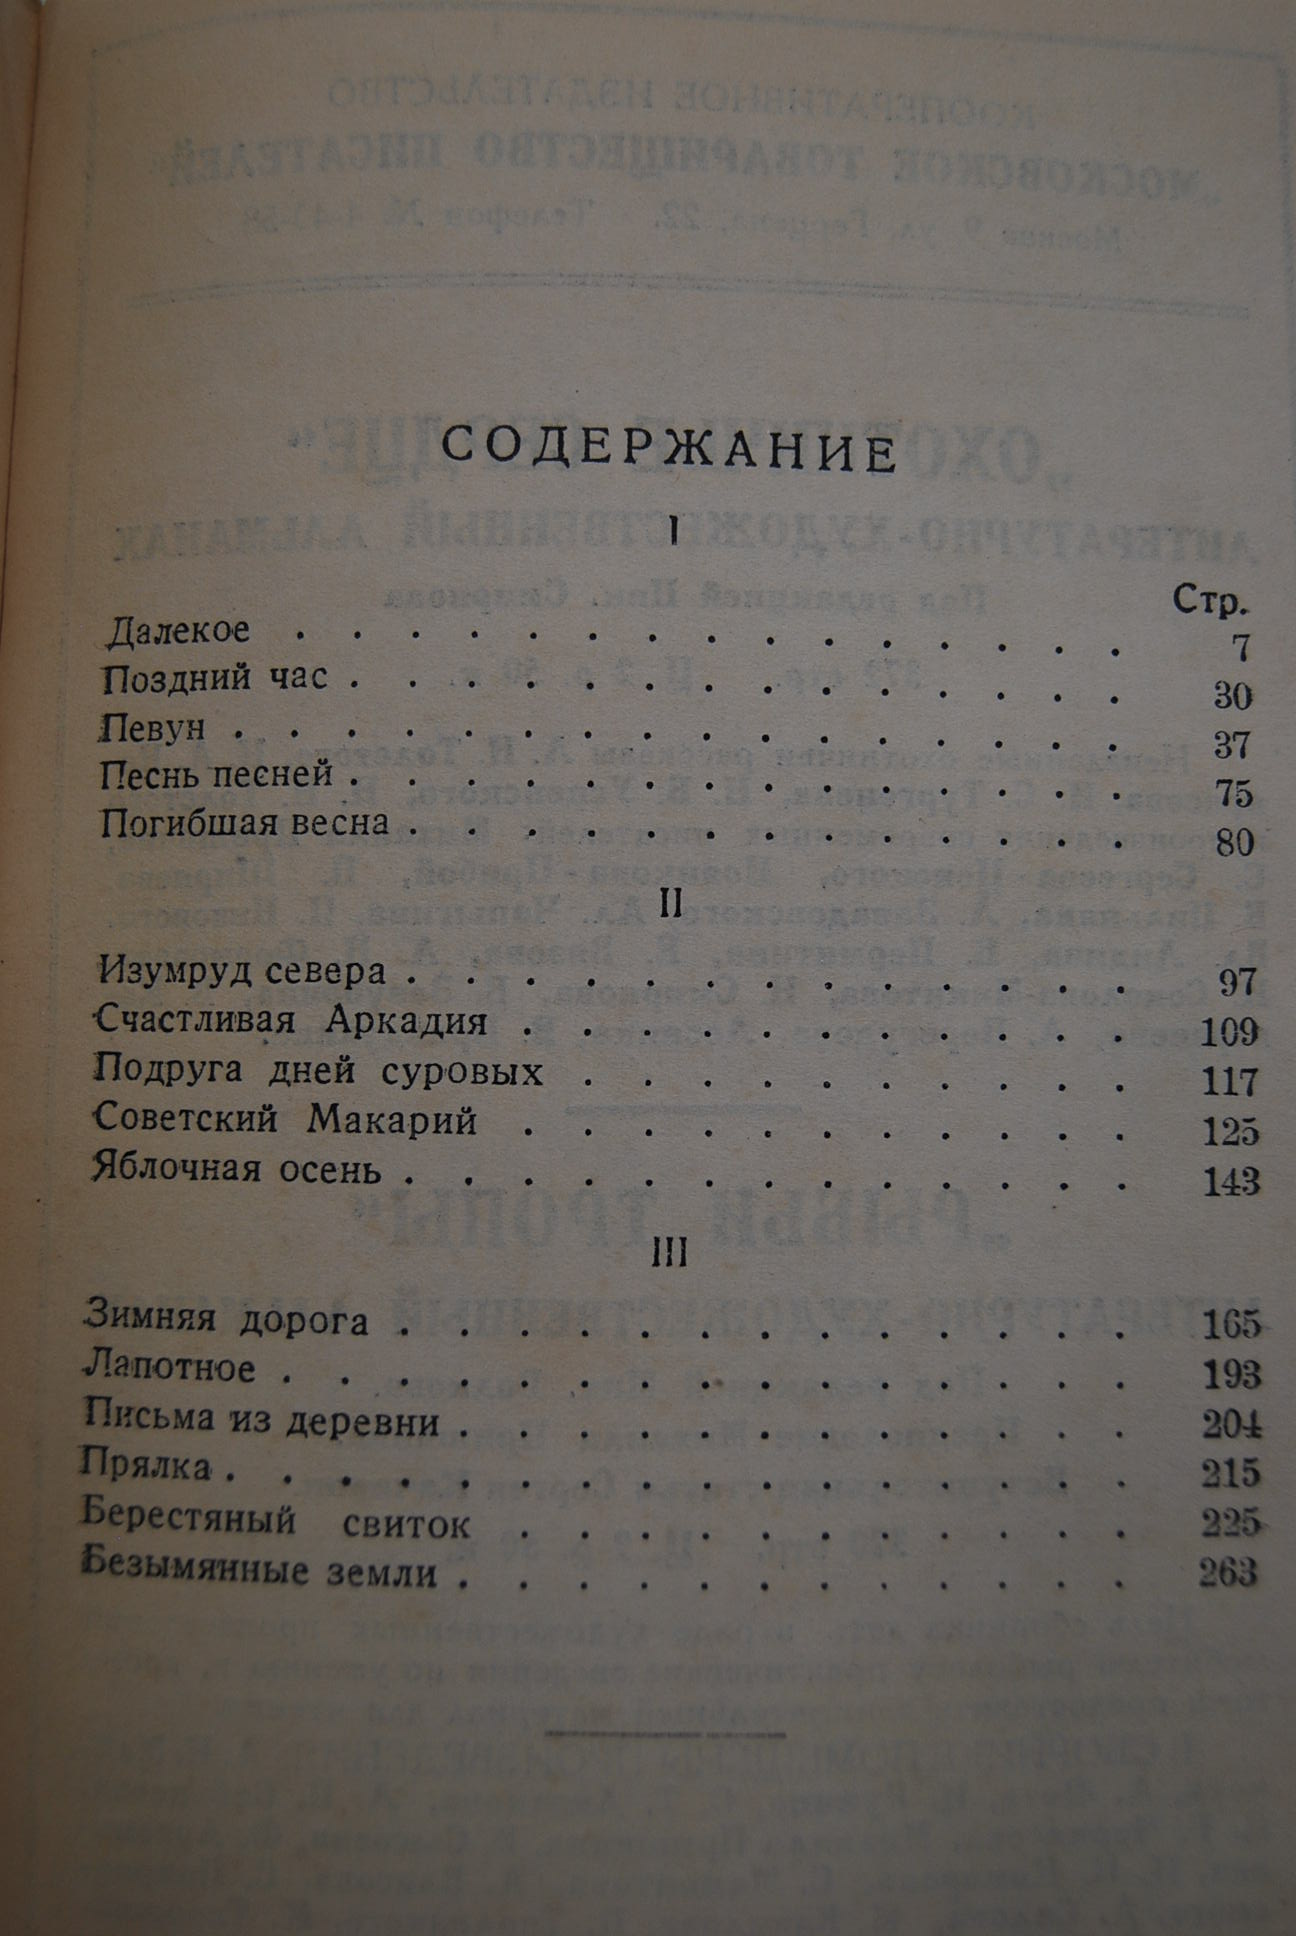 СОДЕРЖАНИЕ
I
Стр.
Далекое . . . . . . . . . . . . . . . 7
Поздний час . . . . . . . . . . . . . . 30
Певун . . . . . . . . . . . . . . . . 37
Песнь песней . . . . . . . . . . . . . . 75
Погибшая весна . . . . . . . . . . . . . 80
II
Изумруд севера . . . . . . . . . . . . . 97
Счастливая Аркадия . . . . . . . . . . . 109
Подруга дней суровых . . . . . . . . . . 117
Советский Макарий . . . . . . . . . . . 125
Яблочная осень . . . . . . . . . . . . . 143
III
Зимняя дорога . . . . . . . . . . . . . 165
Лапотное . . . . . . . . . . . . . . . 193
Письма из деревни . . . . . . . . . . . . 204
Прялка . . . . . . . . . . . . . . . . 215
Берестяный свиток . . . . . . . . . . . 225
Безымянные земли . . . . . . . . . . . . 263